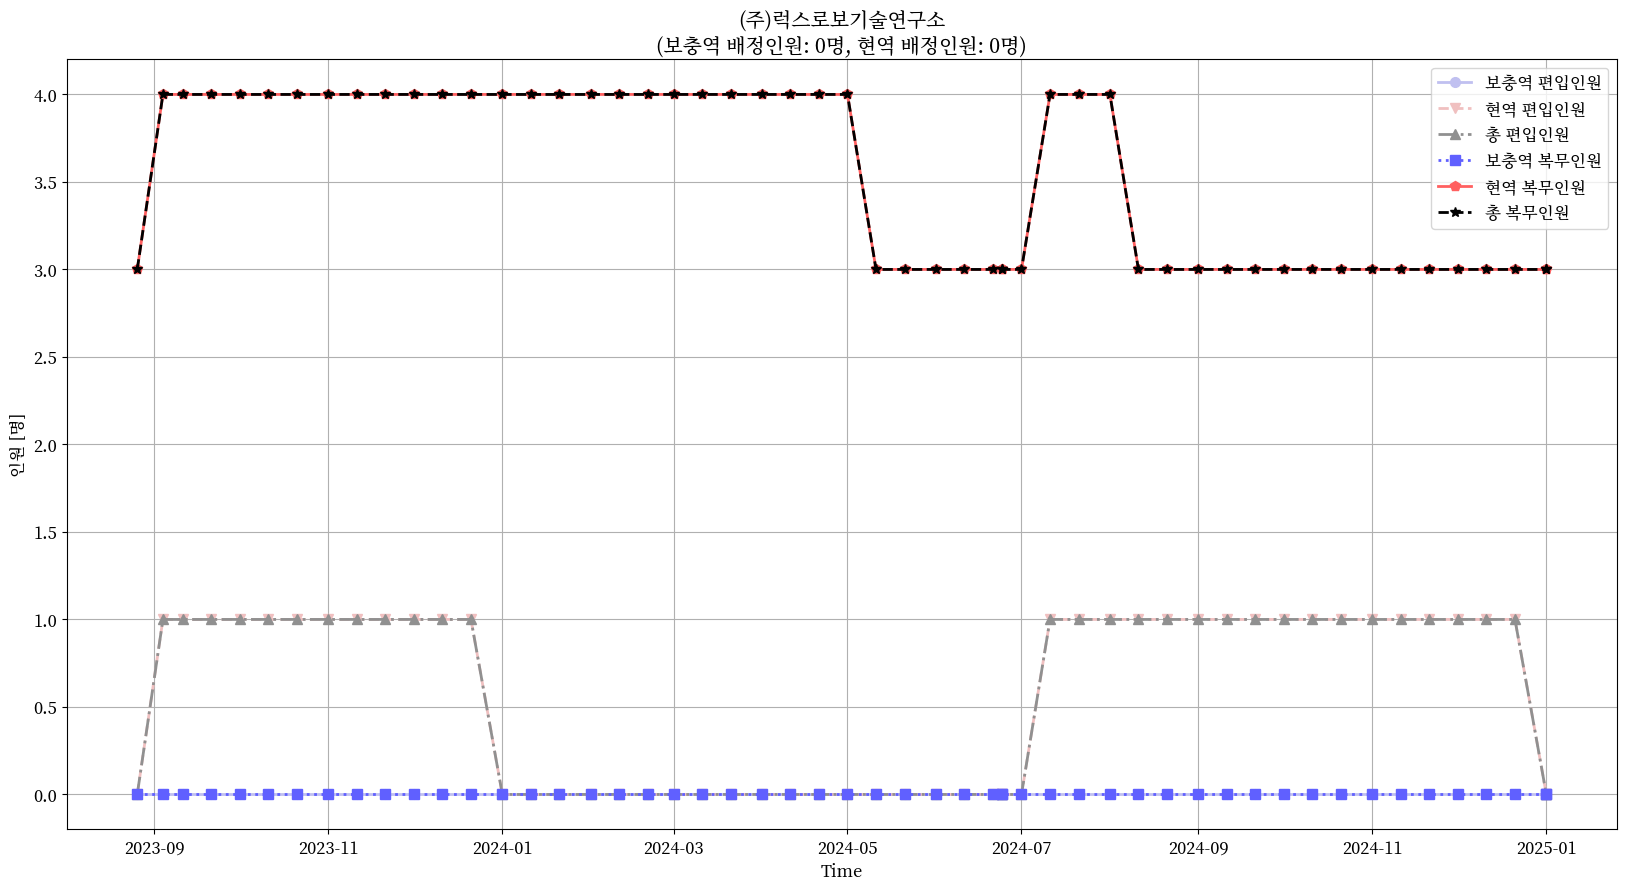 (주)럭스로보기술연구소
(보충역 배정인원: 0명, 현역 배정인원: 0명)
보충역 편입인원
현역 편입인원
총 편입인원
보충역 복무인원
현역 복무인원
총 복무인원
인원 [명]
4.0
3.5
3.0
2.5
2.0
1.5
1.0
0.5
0.0
2023-09
2023-11
2024-01
2024-03
2024-05
2024-07
2024-09
2024-11
2025-01
Time